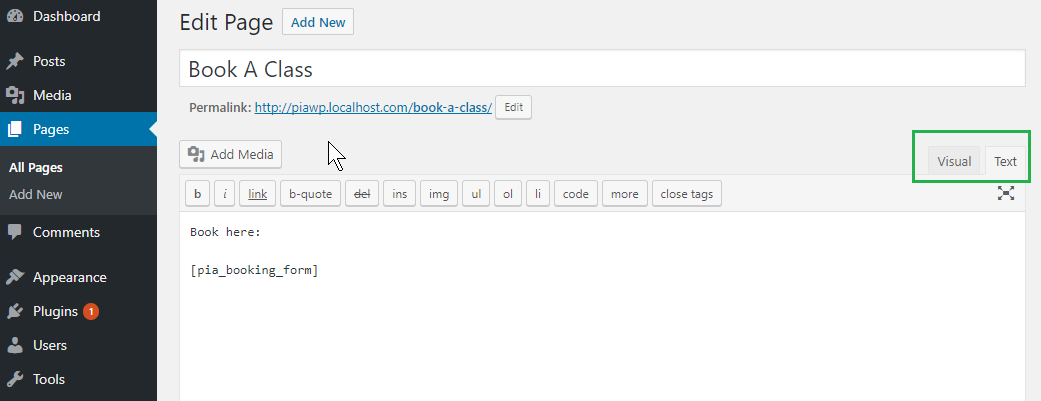 Dashboard
Posts
Media
Pages
All Pages
Add New
Comments
Appearance
Plugins 1
Users
Tools
Edit Page Add New
Book A Class
Permalink: http://piawp.localhost.com/book-a-class/ Edit
Add Media
Visual Text
b i link b-quote del ins img ul ol li code more close tags
Book here:
[pia_booking_form]